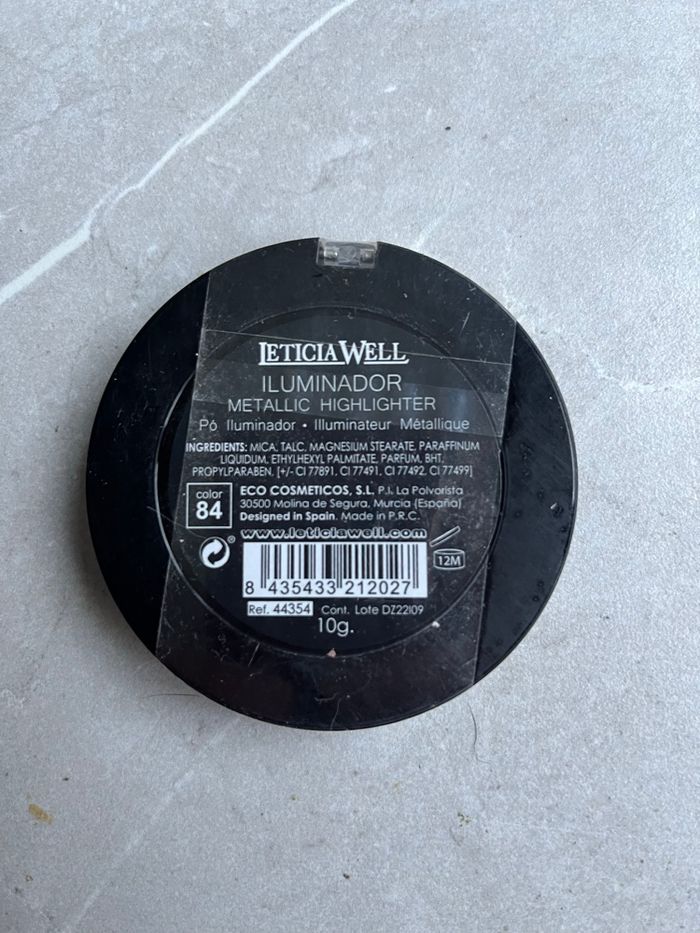 LETICIA WELL
ILUMINADOR
METALLIC HIGHLIGHTER
Pó Iluminador • Illuminateur Métallique
INGREDIENTS: MICA, TALC, MAGNESIUM STEARATE, PARAFFINUM
LIQUIDUM, ETHYLHEXYL PALMITATE, PARFUM, BHT,
PROPYLPARABEN, [+/- CI 77891, CI 77491, CI 77492, CI 77499]
color
84
ECO COSMETICOS, S.L. P.I. La Polvorista
30500 Molina de Segura, Murcia (España)
Designed in Spain. Made in P.R.C.
www.leticiawell.com
12M
8 435433 212027
Ref. 44354 Cont. Lote DZ22I09
10g.